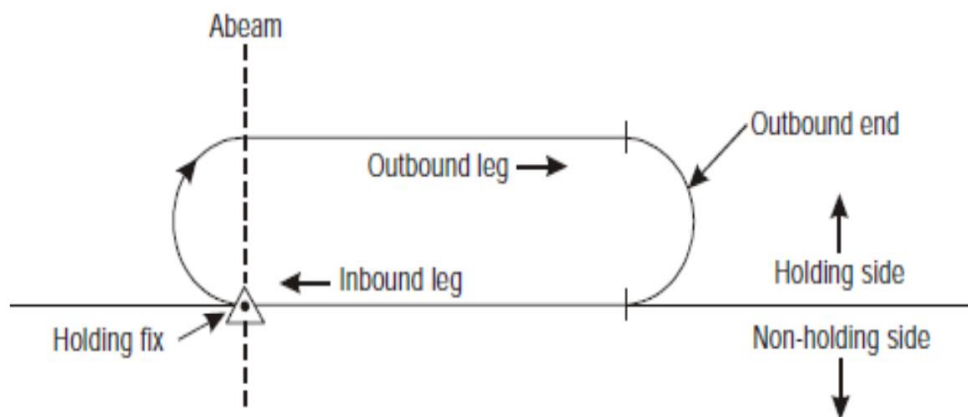 Abeam
Outbound end
Outbound leg
Inbound leg
Holding side
Holding fix
Non-holding side